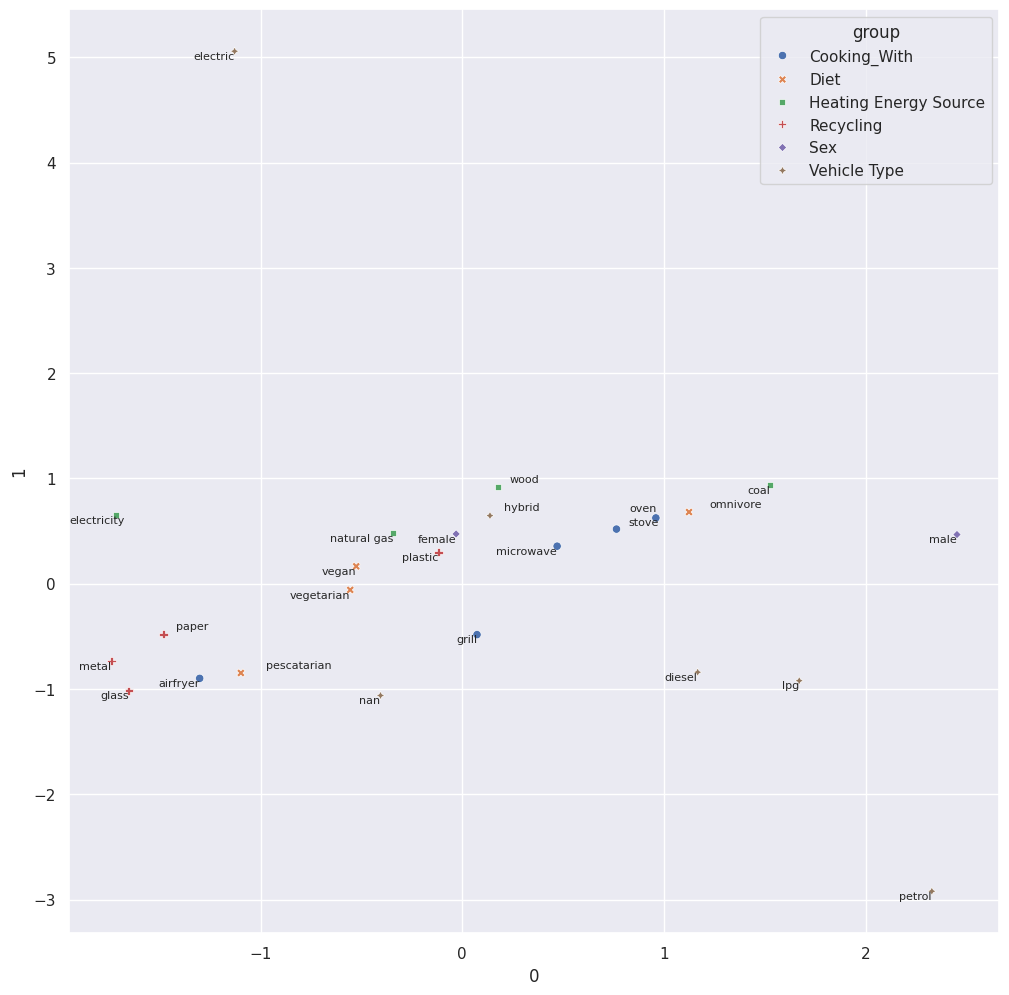 group
Cooking_With
Diet
Heating Energy Source
Recycling
Sex
Vehicle Type
5
4
3
2
1
0
−1
−2
−3
1
electric
wood
coal
hybrid
omnivore
oven
electricity
stove
natural gas
female
male
microwave
plastic
vegan
vegetarian
paper
grill
metal
pescatarian
airfryer
diesel
lpg
glass
nan
petrol
−1
0
1
2
0